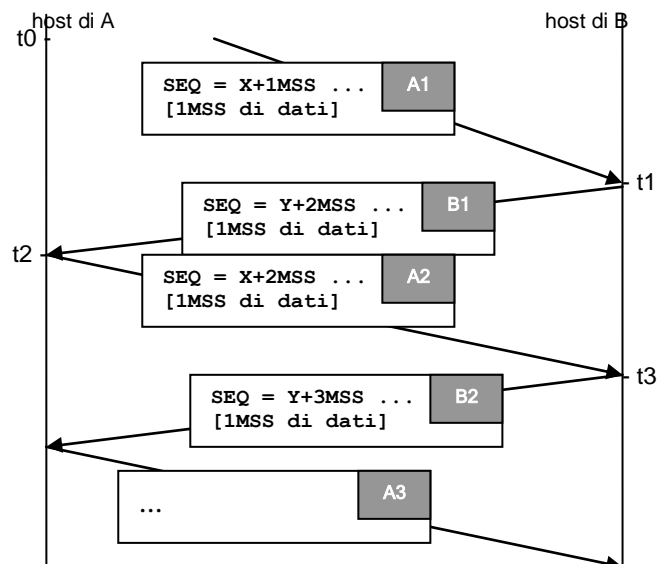 host di A
host di B
t0
SEQ = X+1MSS ...
[1MSS di dati]
A1
t1
SEQ = Y+2MSS ...
[1MSS di dati]
B1
t2
SEQ = X+2MSS ...
[1MSS di dati]
A2
t3
SEQ = Y+3MSS ...
[1MSS di dati]
B2
...
A3